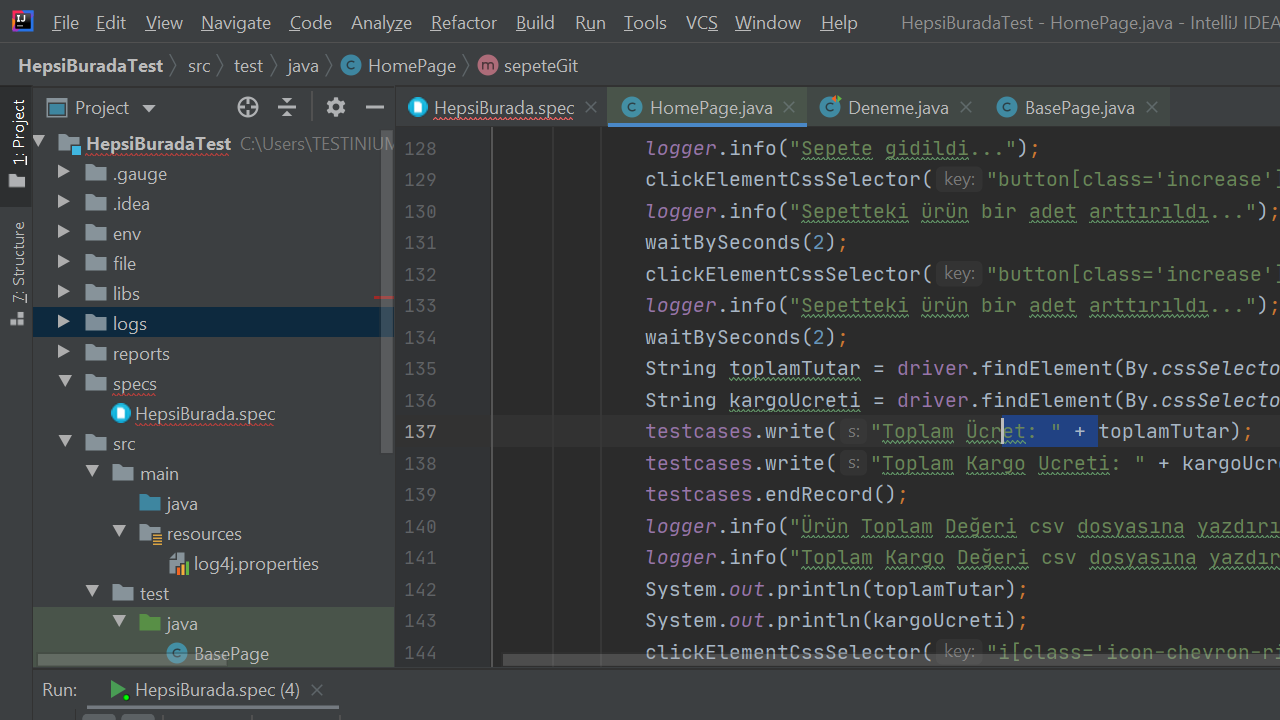 File Edit View Navigate Code Analyze Refactor Build Run Tools VCS Window Help HepsiBuradaTest - HomePage.java - IntelliJ IDEA
HepsiBuradaTest src test java HomePage sepeteGit
1: Project
Z: Structure
Project
HepsiBuradaTest C:\Users\TESTINIUM
.gauge
.idea
env
file
libs
logs
reports
specs
HepsiBurada.spec
src
main
java
resources
log4j.properties
test
java
BasePage
HepsiBurada.spec HomePage.java Deneme.java BasePage.java
128 logger.info("Sepete gidildi...");
129 clickElementCssSelector( key: "button[class='increase']
130 logger.info("Sepetteki ürün bir adet arttırıldı...");
131 waitBySeconds(2);
132 clickElementCssSelector( key: "button[class='increase']
133 logger.info("Sepetteki ürün bir adet arttırıldı...");
134 waitBySeconds(2);
135 String toplamTutar = driver.findElement(By.cssSelecto
136 String kargoUcreti = driver.findElement(By.cssSelecto
137 testcases.write( s: "Toplam Ücret: " + toplamTutar);
138 testcases.write( s: "Toplam Kargo Ucreti: " + kargoUcr
139 testcases.endRecord();
140 logger.info("Ürün Toplam Değeri csv dosyasına yazdırı
141 logger.info("Toplam Kargo Değeri csv dosyasına yazdır
142 System.out.println(toplamTutar);
143 System.out.println(kargoUcreti);
144 clickElementCssSelector( key: "i[class='icon-chevron-ri
Run: HepsiBurada.spec (4)